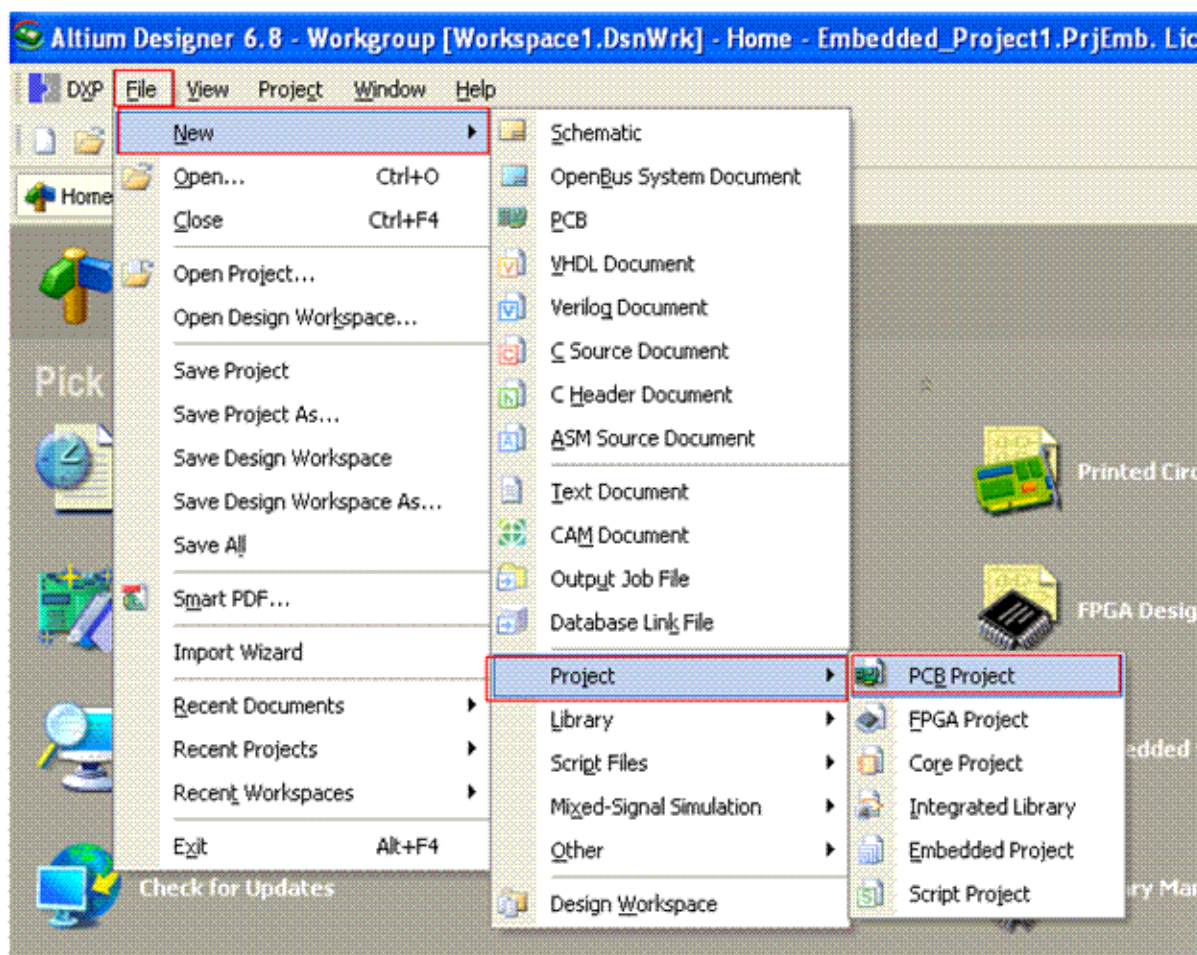 Altium Designer 6.8 - Workgroup [Workspace1.DsnWrk] - Home - Embedded_Project1.PrjEmb. Lic
DXP File View Project Window Help
Home
Pick
New
Open... Ctrl+O
Close Ctrl+F4
Open Project...
Open Design Workspace...
Save Project
Save Project As...
Save Design Workspace
Save Design Workspace As...
Save All
Smart PDF...
Import Wizard
Recent Documents
Recent Projects
Recent Workspaces
Exit Alt+F4
Check for Updates
Schematic
OpenBus System Document
PCB
VHDL Document
Verilog Document
C Source Document
C Header Document
ASM Source Document
Text Document
CAM Document
Output Job File
Database Link File
Project
Library
Script Files
Mixed-Signal Simulation
Other
Design Workspace
PCB Project
FPGA Project
Core Project
Integrated Library
Embedded Project
Script Project
Printed Circ
FPGA Desig
edded
ry Ma